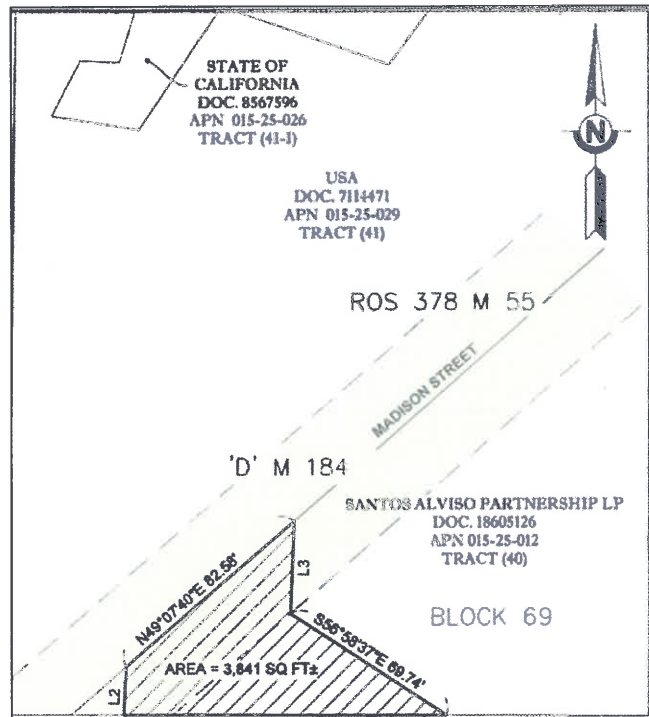 STATE OF
CALIFORNIA
DOC. 8567596
APN 015-25-026
TRACT (41-1)
N
USA
DOC. 7114471
APN 015-25-029
TRACT (41)
ROS 378 M 55
MADISON STREET
'D' M 184
SANTOS ALVISO PARTNERSHIP LP
DOC. 18605126
APN 015-25-012
TRACT (40)
N49°07'40"E 82.58'
L3
S56°58'37"E 69.74'
BLOCK 69
AREA = 3,841 SQ FT±
L2